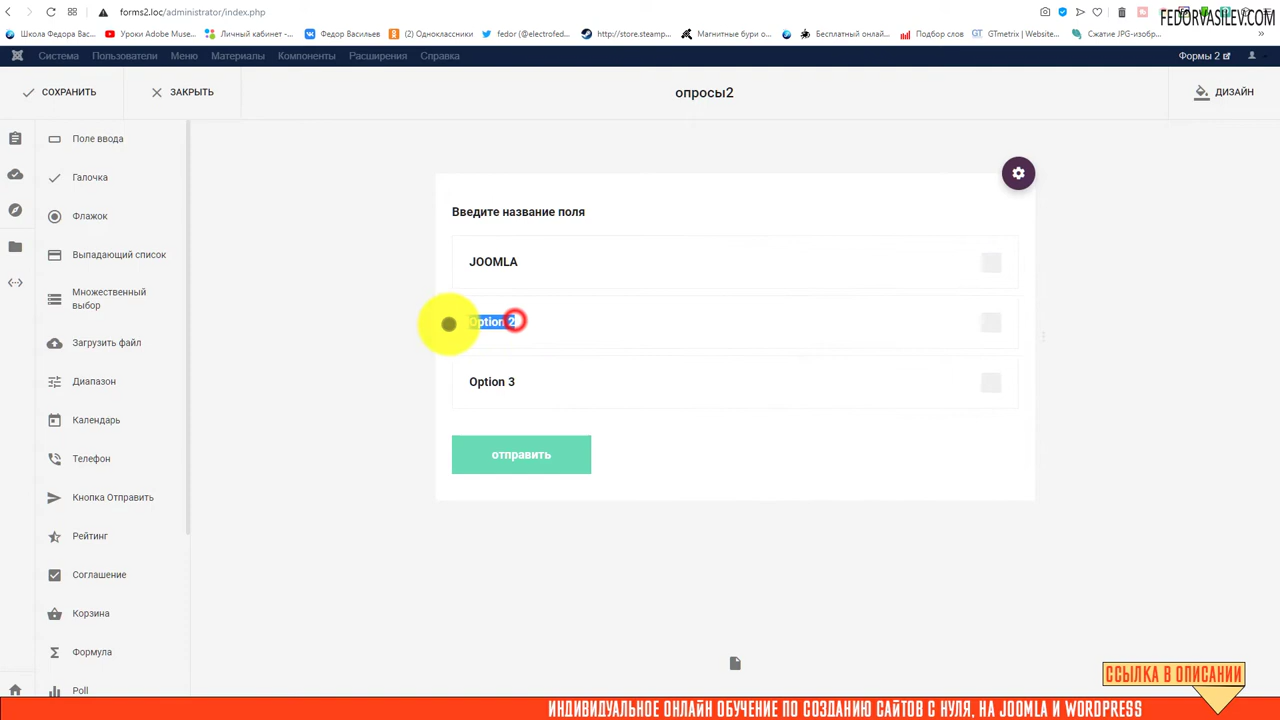 forms2.loc/administrator/index.php
FEDORVASILEV.COM
Школа Федора Вас...
Уроки Adobe Muse...
Личный кабинет -...
Федор Васильев
(2) Одноклассники
fedor (@electrofed...
http://store.steamp...
Магнитные бури о...
Бесплатный онлай...
Подбор слов
GTmetrix | Website...
Сжатие JPG-изобр...
Система
Пользователи
Меню
Материалы
Компоненты
Расширения
Справка
Формы 2
СОХРАНИТЬ
ЗАКРЫТЬ
опросы2
ДИЗАЙН
Поле ввода
Галочка
Флажок
Выпадающий список
Множественный
выбор
Загрузить файл
Диапазон
Календарь
Телефон
Кнопка Отправить
Рейтинг
Соглашение
Корзина
Формула
Poll
Введите название поля
JOOMLA
Option 2
Option 3
отправить
ССЫЛКА В ОПИСАНИИ
ИНДИВИДУАЛЬНОЕ ОНЛАЙН ОБУЧЕНИЕ ПО СОЗДАНИЮ САЙТОВ С НУЛЯ, НА JOOMLA И WORDPRESS